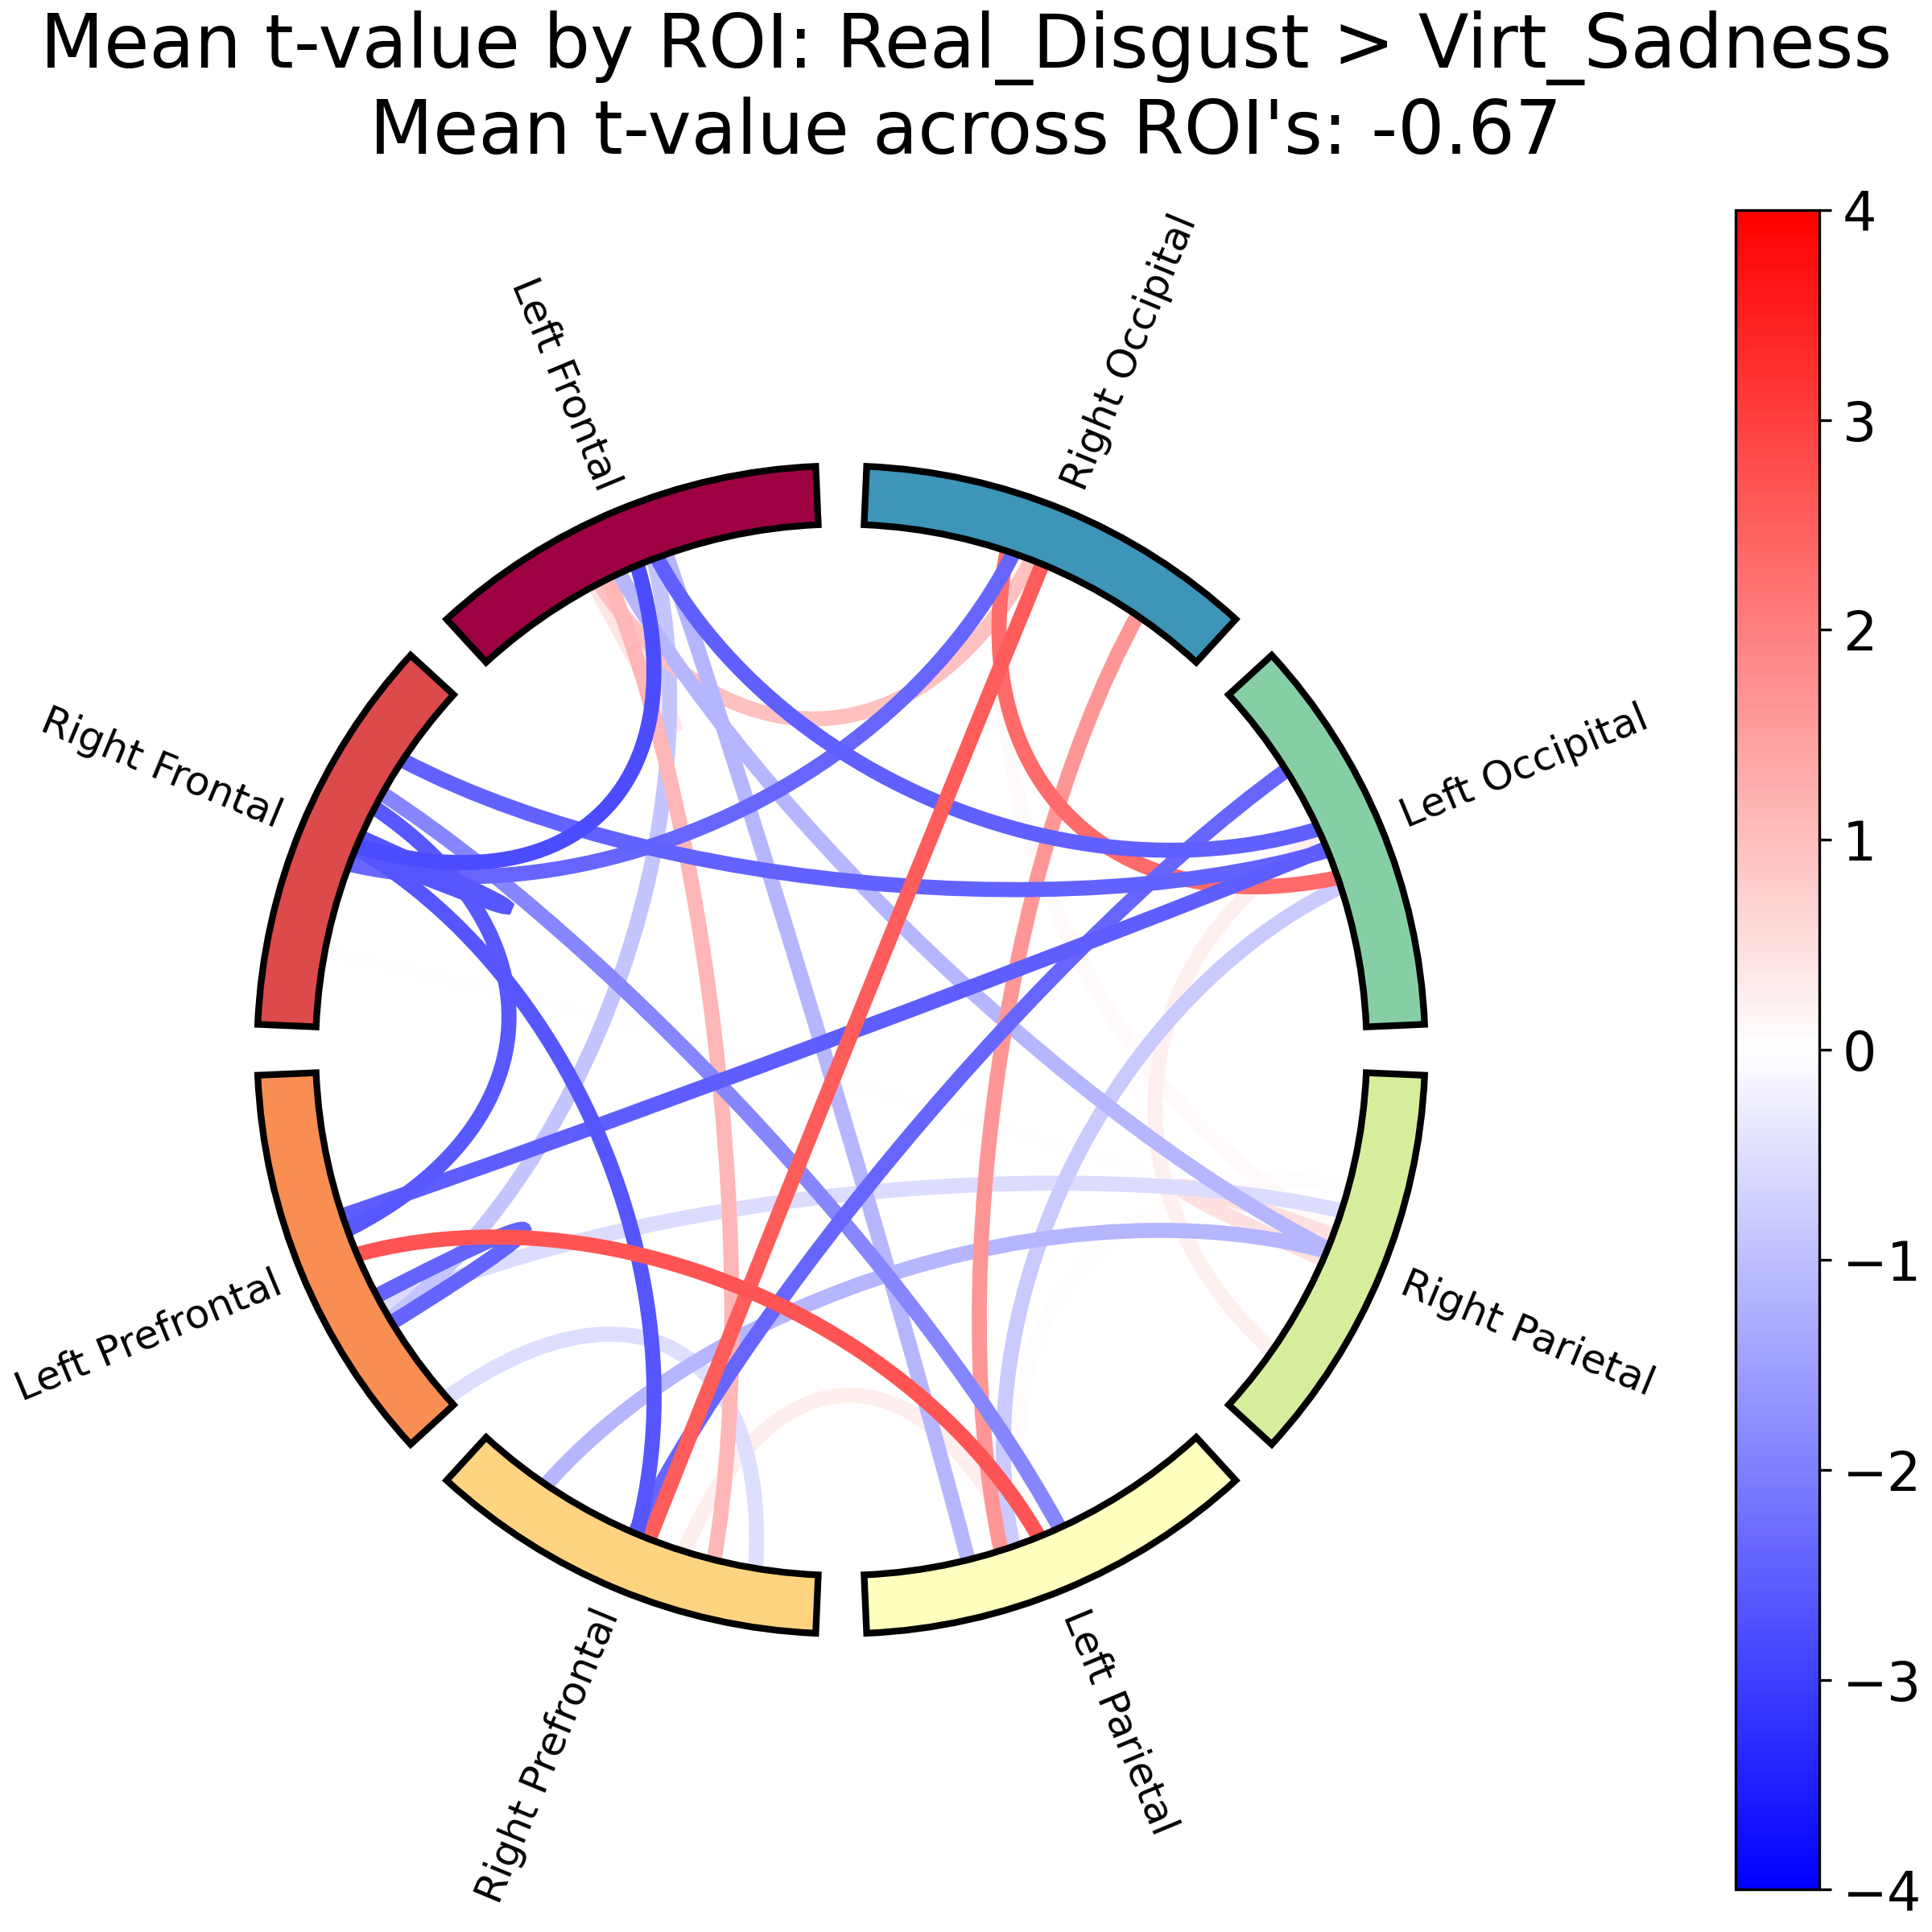 Mean t-value by ROI: Real_Disgust > Virt_Sadness
Mean t-value across ROI's: -0.67
Left Frontal
Right Occipital
Right Frontal
Left Occipital
Left Prefrontal
Right Parietal
Right Prefrontal
Left Parietal
4
3
2
1
0
−1
−2
−3
−4